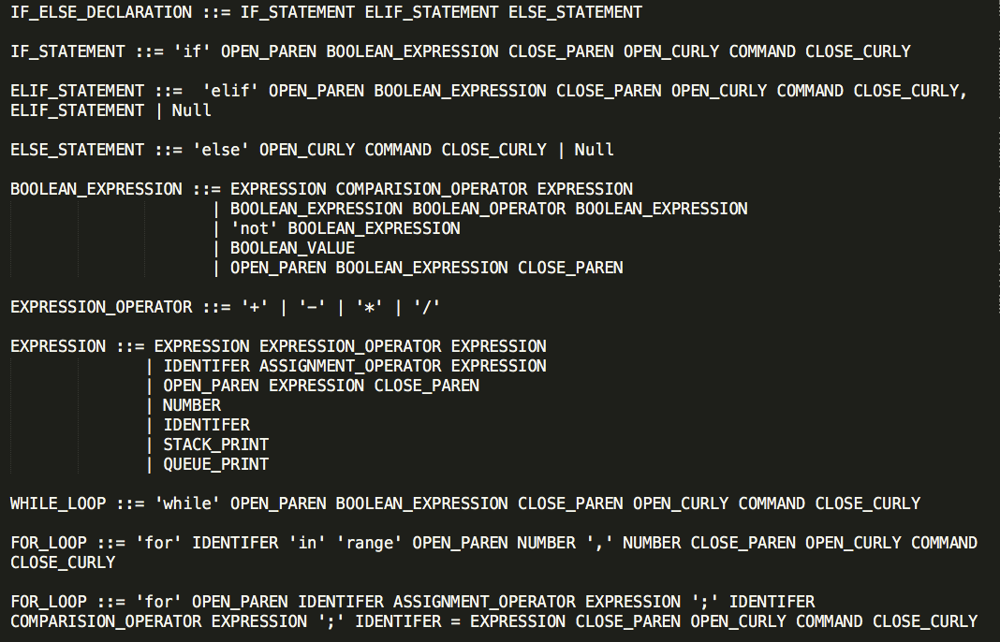 IF_ELSE_DECLARATION ::= IF_STATEMENT ELIF_STATEMENT ELSE_STATEMENT
IF_STATEMENT ::= 'if' OPEN_PAREN BOOLEAN_EXPRESSION CLOSE_PAREN OPEN_CURLY COMMAND CLOSE_CURLY
ELIF_STATEMENT ::=  'elif' OPEN_PAREN BOOLEAN_EXPRESSION CLOSE_PAREN OPEN_CURLY COMMAND CLOSE_CURLY,
ELIF_STATEMENT | Null
ELSE_STATEMENT ::= 'else' OPEN_CURLY COMMAND CLOSE_CURLY | Null
BOOLEAN_EXPRESSION ::= EXPRESSION COMPARISION_OPERATOR EXPRESSION
| BOOLEAN_EXPRESSION BOOLEAN_OPERATOR BOOLEAN_EXPRESSION
| 'not' BOOLEAN_EXPRESSION
| BOOLEAN_VALUE
| OPEN_PAREN BOOLEAN_EXPRESSION CLOSE_PAREN
EXPRESSION_OPERATOR ::= '+' | '-' | '*' | '/'
EXPRESSION ::= EXPRESSION EXPRESSION_OPERATOR EXPRESSION
| IDENTIFER ASSIGNMENT_OPERATOR EXPRESSION
| OPEN_PAREN EXPRESSION CLOSE_PAREN
| NUMBER
| IDENTIFER
| STACK_PRINT
| QUEUE_PRINT
WHILE_LOOP ::= 'while' OPEN_PAREN BOOLEAN_EXPRESSION CLOSE_PAREN OPEN_CURLY COMMAND CLOSE_CURLY
FOR_LOOP ::= 'for' IDENTIFER 'in' 'range' OPEN_PAREN NUMBER ',' NUMBER CLOSE_PAREN OPEN_CURLY COMMAND
CLOSE_CURLY
FOR_LOOP ::= 'for' OPEN_PAREN IDENTIFER ASSIGNMENT_OPERATOR EXPRESSION ';' IDENTIFER
COMPARISION_OPERATOR EXPRESSION ';' IDENTIFER = EXPRESSION CLOSE_PAREN OPEN_CURLY COMMAND CLOSE_CURLY